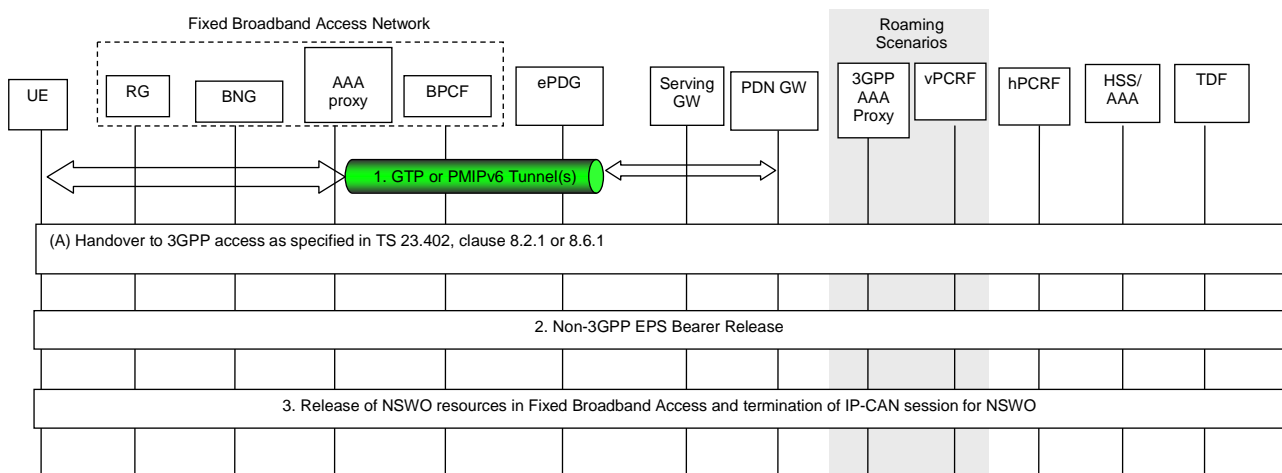 Fixed Broadband Access Network
Roaming
Scenarios
UE
RG
BNG
AAA
proxy
BPCF
ePDG
Serving
GW
PDN GW
3GPP
AAA
Proxy
vPCRF
hPCRF
HSS/
AAA
TDF
1. GTP or PMIPv6 Tunnel(s)
(A) Handover to 3GPP access as specified in TS 23.402, clause 8.2.1 or 8.6.1
2. Non-3GPP EPS Bearer Release
3. Release of NSWO resources in Fixed Broadband Access and termination of IP-CAN session for NSWO